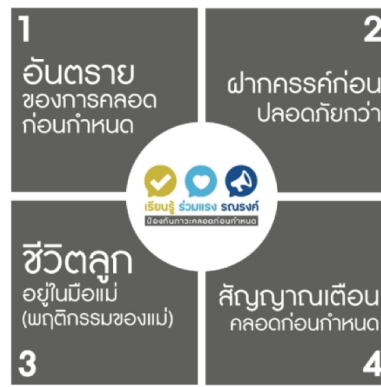 1
อันตราย
ของการคลอด
ก่อนกำหนด
2
ฝากครรค์ก่อน
ปลอดภัยกว่า
เรียนรู้ ร่วมแรง รณรงค์
ป้องกันภาวะคลอดก่อนกำหนด
ชีวิตลูก
อยู่ในมือแม่
(พฤติกรรมของแม่)
3
สัญญาณเตือน
คลอดก่อนกำหนด
4